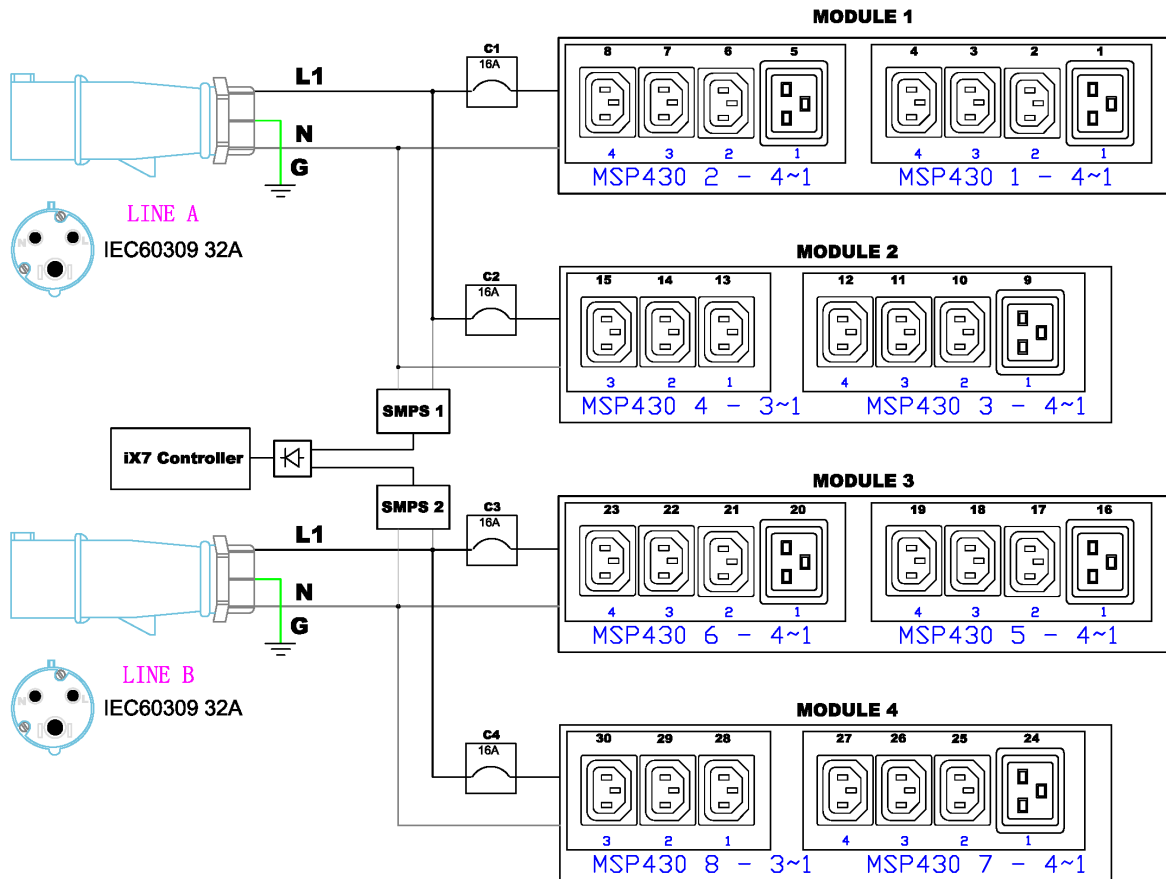 MODULE 1
C1
16A
8 7 6 5 4 3 2 1
L1
N
G
4 3 2 1 4 3 2 1
MSP430 2 - 4~1 MSP430 1 - 4~1
LINE A
N L
IEC60309 32A
MODULE 2
C2
16A
15 14 13 12 11 10 9
3 2 1 4 3 2 1
MSP430 4 - 3~1 MSP430 3 - 4~1
SMPS 1
iX7 Controller
SMPS 2
MODULE 3
C3
16A
23 22 21 20 19 18 17 16
L1
N
G
4 3 2 1 4 3 2 1
MSP430 6 - 4~1 MSP430 5 - 4~1
LINE B
N L
IEC60309 32A
MODULE 4
C4
16A
30 29 28 27 26 25 24
3 2 1 4 3 2 1
MSP430 8 - 3~1 MSP430 7 - 4~1